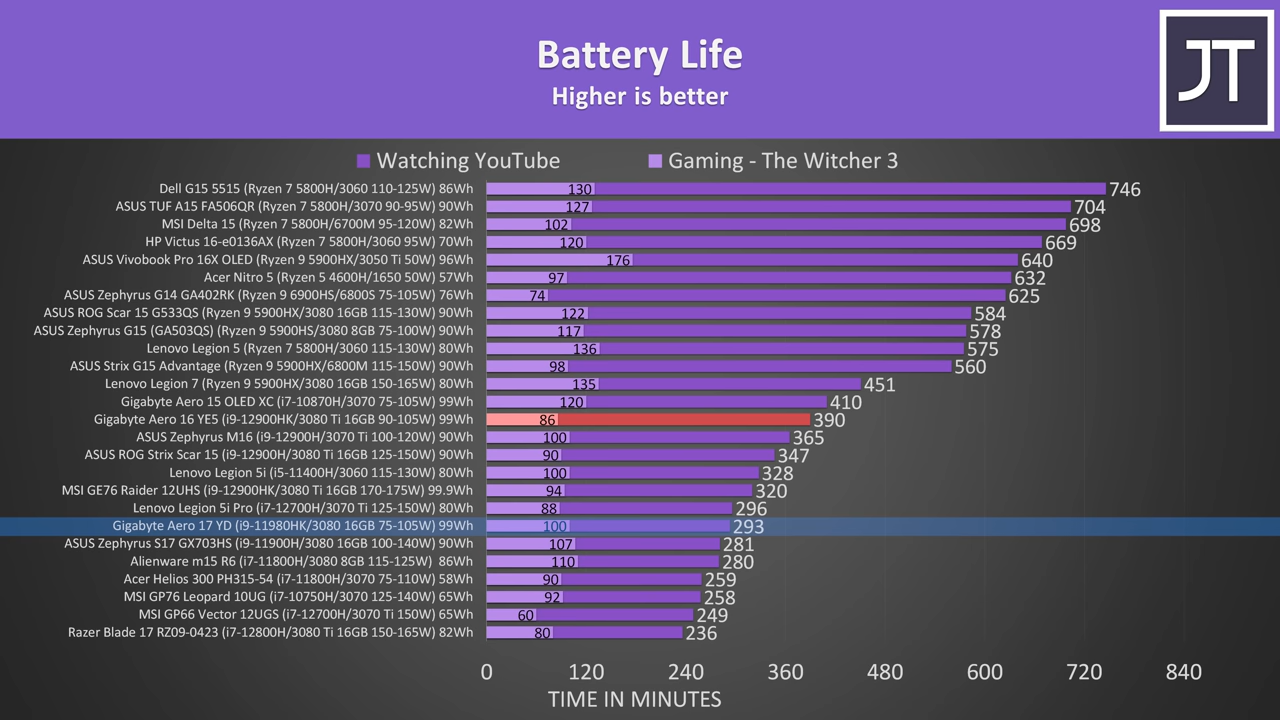 Battery Life
Higher is better
JT
Watching YouTube Gaming - The Witcher 3
Dell G15 5515 (Ryzen 7 5800H/3060 110-125W) 86Wh 130 746
ASUS TUF A15 FA506QR (Ryzen 7 5800H/3070 90-95W) 90Wh 127 704
MSI Delta 15 (Ryzen 7 5800H/6700M 95-120W) 82Wh 102 698
HP Victus 16-e0136AX (Ryzen 7 5800H/3060 95W) 70Wh 120 669
ASUS Vivobook Pro 16X OLED (Ryzen 9 5900HX/3050 Ti 50W) 96Wh 176 640
Acer Nitro 5 (Ryzen 5 4600H/1650 50W) 57Wh 97 632
ASUS Zephyrus G14 GA402RK (Ryzen 9 6900HS/6800S 75-105W) 76Wh 74 625
ASUS ROG Scar 15 G533QS (Ryzen 9 5900HX/3080 16GB 115-130W) 90Wh 122 584
ASUS Zephyrus G15 (GA503QS) (Ryzen 9 5900HS/3080 8GB 75-100W) 90Wh 117 578
Lenovo Legion 5 (Ryzen 7 5800H/3060 115-130W) 80Wh 136 575
ASUS Strix G15 Advantage (Ryzen 9 5900HX/6800M 115-150W) 90Wh 98 560
Lenovo Legion 7 (Ryzen 9 5900HX/3080 16GB 150-165W) 80Wh 135 451
Gigabyte Aero 15 OLED XC (i7-10870H/3070 75-105W) 99Wh 120 410
Gigabyte Aero 16 YE5 (i9-12900HK/3080 Ti 16GB 90-105W) 99Wh 86 390
ASUS Zephyrus M16 (i9-12900H/3070 Ti 100-120W) 90Wh 100 365
ASUS ROG Strix Scar 15 (i9-12900H/3080 Ti 16GB 125-150W) 90Wh 90 347
Lenovo Legion 5i (i5-11400H/3060 115-130W) 80Wh 100 328
MSI GE76 Raider 12UHS (i9-12900HK/3080 Ti 16GB 170-175W) 99.9Wh 94 320
Lenovo Legion 5i Pro (i7-12700H/3070 Ti 125-150W) 80Wh 88 296
Gigabyte Aero 17 YD (i9-11980HK/3080 16GB 75-105W) 99Wh 100 293
ASUS Zephyrus S17 GX703HS (i9-11900H/3080 16GB 100-140W) 90Wh 107 281
Alienware m15 R6 (i7-11800H/3080 8GB 115-125W) 86Wh 110 280
Acer Helios 300 PH315-54 (i7-11800H/3070 75-110W) 58Wh 90 259
MSI GP76 Leopard 10UG (i7-10750H/3070 125-140W) 65Wh 92 258
MSI GP66 Vector 12UGS (i7-12700H/3070 Ti 150W) 65Wh 60 249
Razer Blade 17 RZ09-0423 (i7-12800H/3080 Ti 16GB 150-165W) 82Wh 80 236
0 120 240 360 480 600 720 840
TIME IN MINUTES